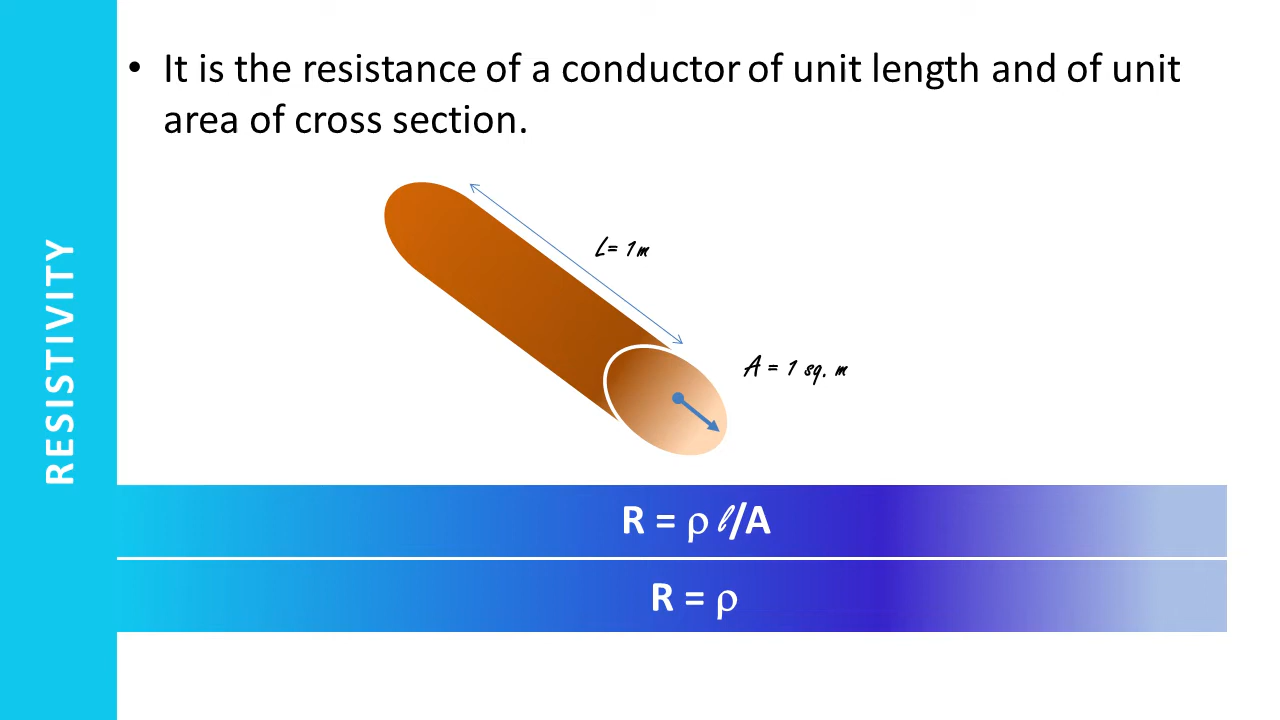 RESISTIVITY
• It is the resistance of a conductor of unit length and of unit
area of cross section.
L= 1m
A = 1 sq. m
R = ρ l/A
R = ρ